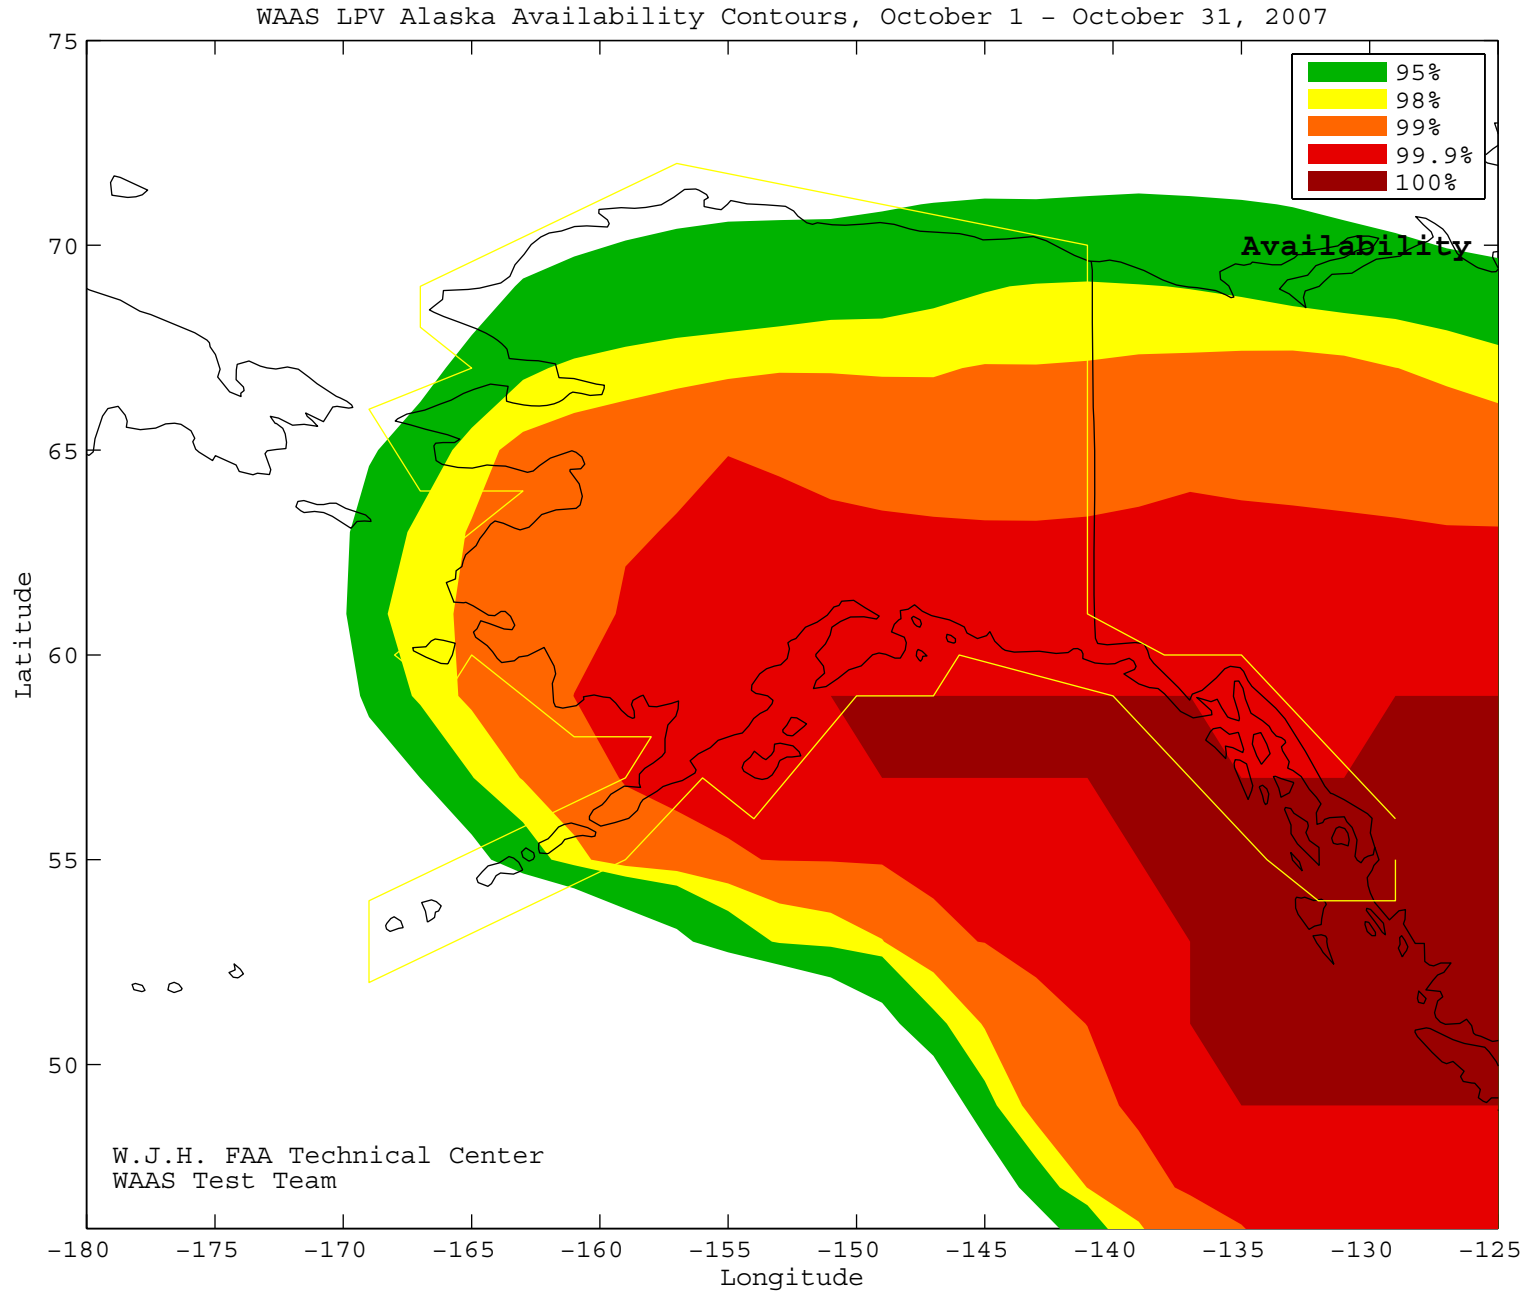 WAAS LPV Alaska Availability Contours, October 1 – October 31, 2007
75
70
65
60
55
50
Latitude
95%
98%
99%
99.9%
100%
Availability
W.J.H. FAA Technical Center
WAAS Test Team
−180 −175 −170 −165 −160 −155 −150 −145 −140 −135 −130 −125
Longitude